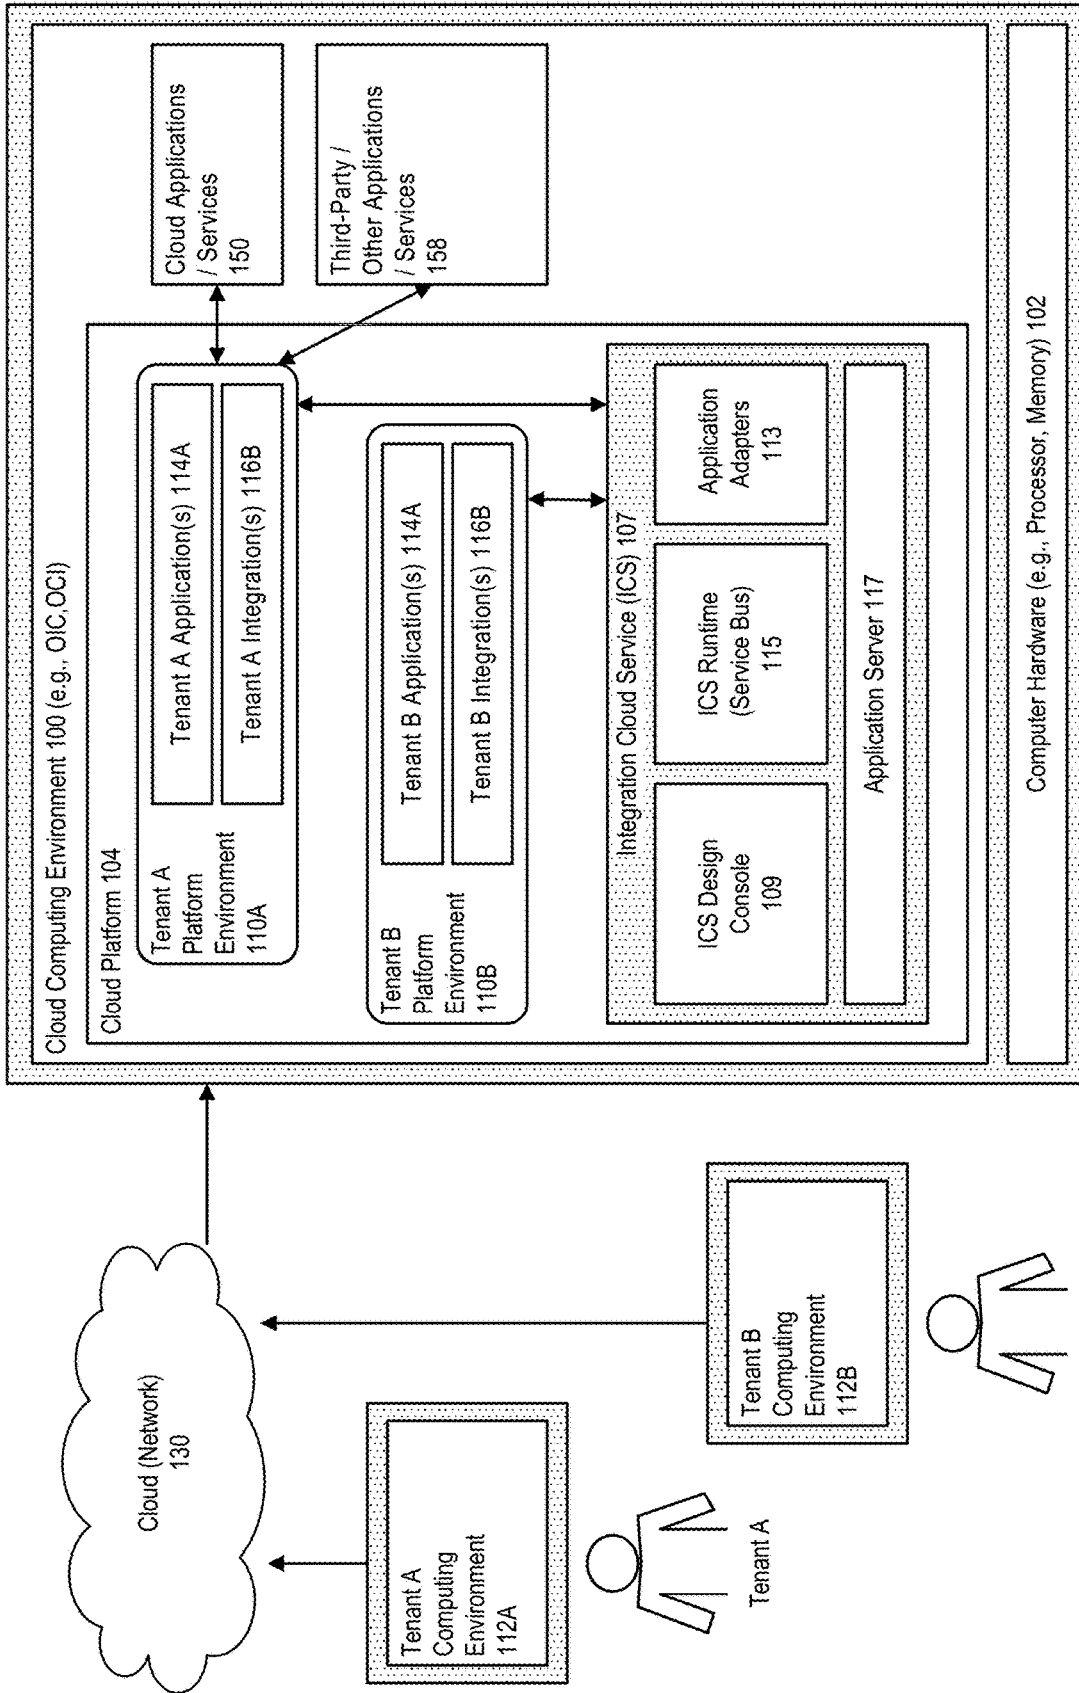 Cloud (Network)
130
Tenant A
Computing
Environment
112A
Tenant A
Tenant B
Computing
Environment
112B
Cloud Computing Environment 100 (e.g., OIC, OCI)
Cloud Platform 104
Tenant A
Platform
Environment
110A
Tenant A Application(s) 114A
Tenant A Integration(s) 116B
Tenant B
Platform
Environment
110B
Tenant B Application(s) 114A
Tenant B Integration(s) 116B
Integration Cloud Service (ICS) 107
ICS Design
Console
109
ICS Runtime
(Service Bus)
115
Application
Adapters
113
Application Server 117
Cloud Applications
/ Services
150
Third-Party /
Other Applications
/ Services
158
Computer Hardware (e.g., Processor, Memory) 102